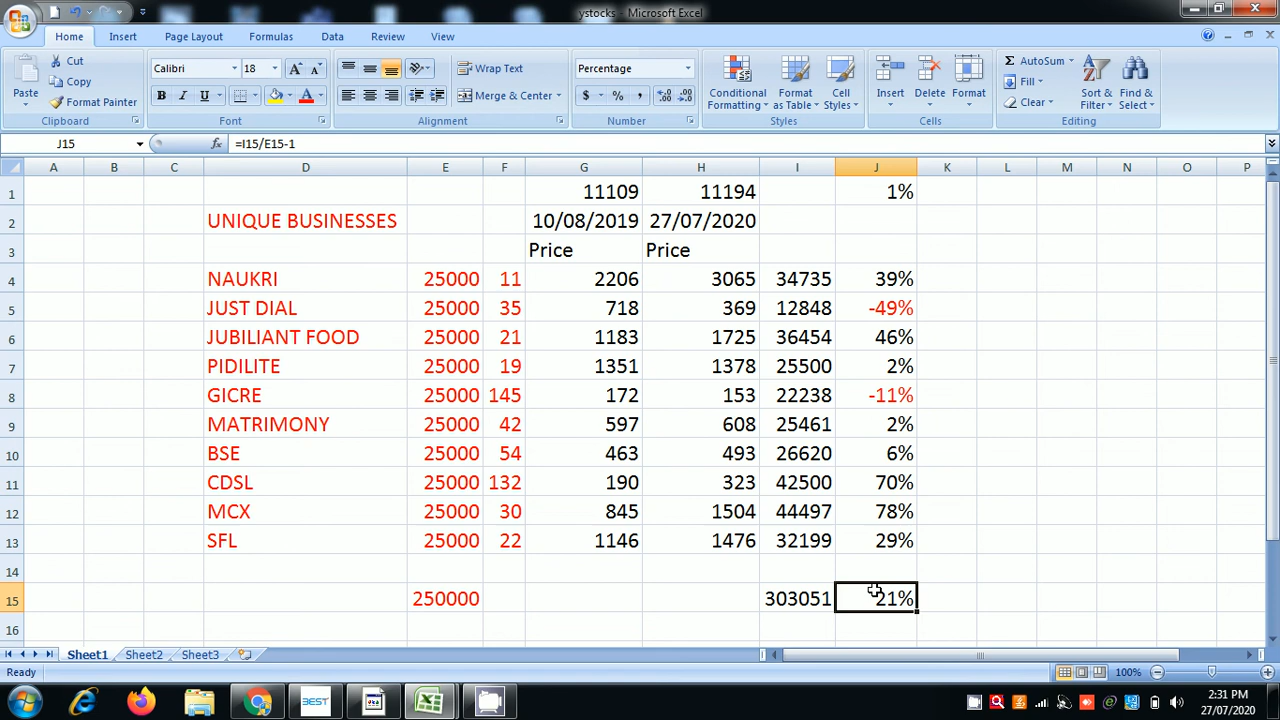 ystocks - Microsoft Excel
Home Insert Page Layout Formulas Data Review View
Cut
Copy
Format Painter
Paste
Clipboard
Calibri 18
B I U
Font
Wrap Text
Merge & Center
Alignment
Percentage
$ % ,
Number
Conditional Formatting
Format as Table
Cell Styles
Styles
Insert Delete Format
Cells
Σ AutoSum
Fill
Clear
Sort & Filter
Find & Select
Editing
J15 fx =I15/E15-1
A B C D E F G H I J K L M N O P
1 11109 11194 1%
2 UNIQUE BUSINESSES 10/08/2019 27/07/2020
3 Price Price
4 NAUKRI 25000 11 2206 3065 34735 39%
5 JUST DIAL 25000 35 718 369 12848 -49%
6 JUBILIANT FOOD 25000 21 1183 1725 36454 46%
7 PIDILITE 25000 19 1351 1378 25500 2%
8 GICRE 25000 145 172 153 22238 -11%
9 MATRIMONY 25000 42 597 608 25461 2%
10 BSE 25000 54 463 493 26620 6%
11 CDSL 25000 132 190 323 42500 70%
12 MCX 25000 30 845 1504 44497 78%
13 SFL 25000 22 1146 1476 32199 29%
14
15 250000 303051 21%
16
Sheet1 Sheet2 Sheet3
Ready 100%
BEST
2:31 PM
27/07/2020